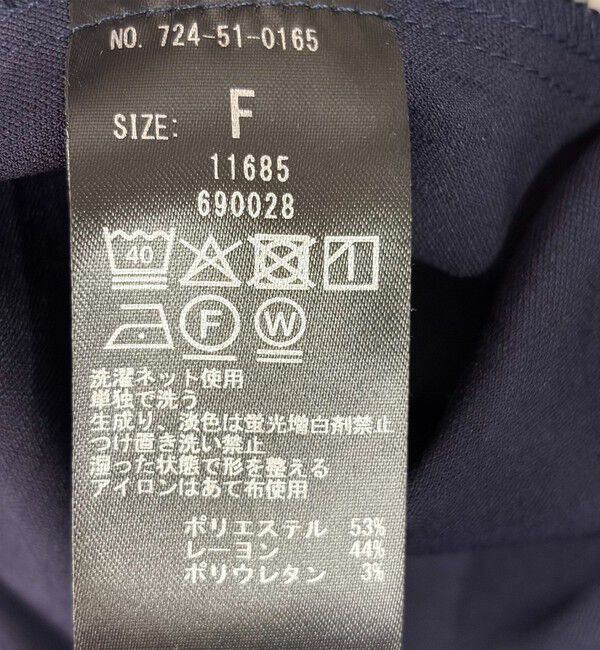 NO. 724-51-0165
SIZE: F
11685
690028
40
F W
洗濯ネット使用
単独で洗う
生成り、淡色は蛍光増白剤禁止
つけ置き洗い禁止
湿った状態で形を整える
アイロンはあて布使用
ポリエステル 53%
レーヨン 44%
ポリウレタン 3%